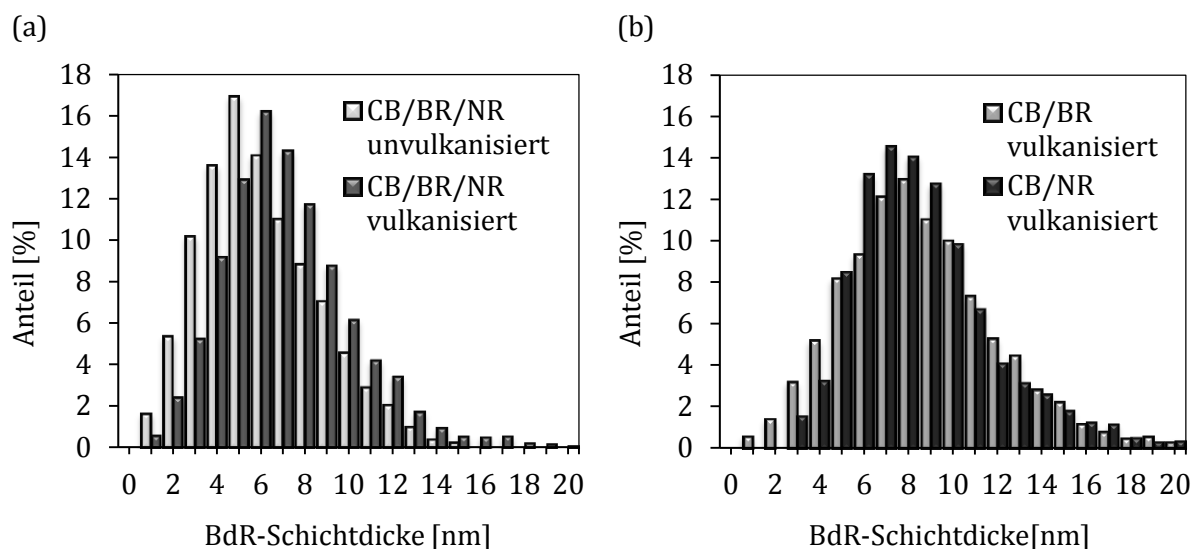 (a)
18
16
14
12
10
8
6
4
2
0
Anteil [%]
CB/BR/NR
unvulkanisiert
CB/BR/NR
vulkanisiert
0 2 4 6 8 10 12 14 16 18 20
BdR-Schichtdicke [nm]
(b)
18
16
14
12
10
8
6
4
2
0
Anteil [%]
CB/BR
vulkanisiert
CB/NR
vulkanisiert
0 2 4 6 8 10 12 14 16 18 20
BdR-Schichtdicke[nm]